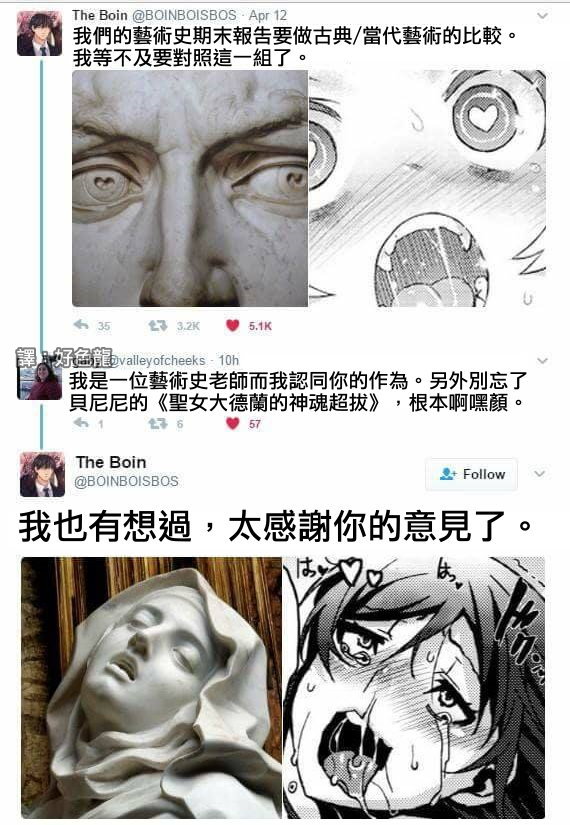 The Boin @BOINBOISBOS · Apr 12
我們的藝術史期末報告要做古典/當代藝術的比較。
我等不及要對照這一組了。
35 3.2K 5.1K
譯：好色龍
@valleyofcheeks · 10h
我是一位藝術史老師而我認同你的作為。另外別忘了
貝尼尼的《聖女大德蘭的神魂超拔》，根本啊嘿顏。
1 6 57
The Boin
@BOINBOISBOS
Follow
我也有想過，太感謝你的意見了。
はっ
はっ